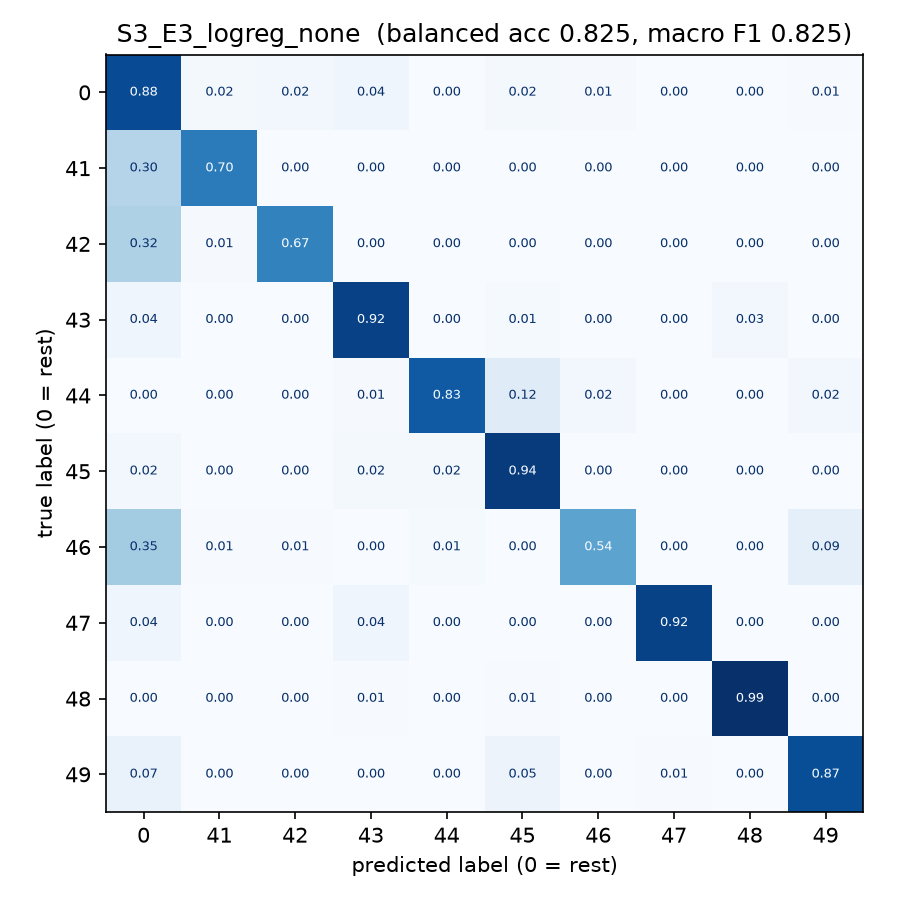 S3_E3_logreg_none  (balanced acc 0.825, macro F1 0.825)
0 0.88 0.02 0.02 0.04 0.00 0.02 0.01 0.00 0.00 0.01
41 0.30 0.70 0.00 0.00 0.00 0.00 0.00 0.00 0.00 0.00
42 0.32 0.01 0.67 0.00 0.00 0.00 0.00 0.00 0.00 0.00
43 0.04 0.00 0.00 0.92 0.00 0.01 0.00 0.00 0.03 0.00
44 0.00 0.00 0.00 0.01 0.83 0.12 0.02 0.00 0.00 0.02
45 0.02 0.00 0.00 0.02 0.02 0.94 0.00 0.00 0.00 0.00
46 0.35 0.01 0.01 0.00 0.01 0.00 0.54 0.00 0.00 0.09
47 0.04 0.00 0.00 0.04 0.00 0.00 0.00 0.92 0.00 0.00
48 0.00 0.00 0.00 0.01 0.00 0.01 0.00 0.00 0.99 0.00
49 0.07 0.00 0.00 0.00 0.00 0.05 0.00 0.01 0.00 0.87
0 41 42 43 44 45 46 47 48 49
predicted label (0 = rest)
true label (0 = rest)